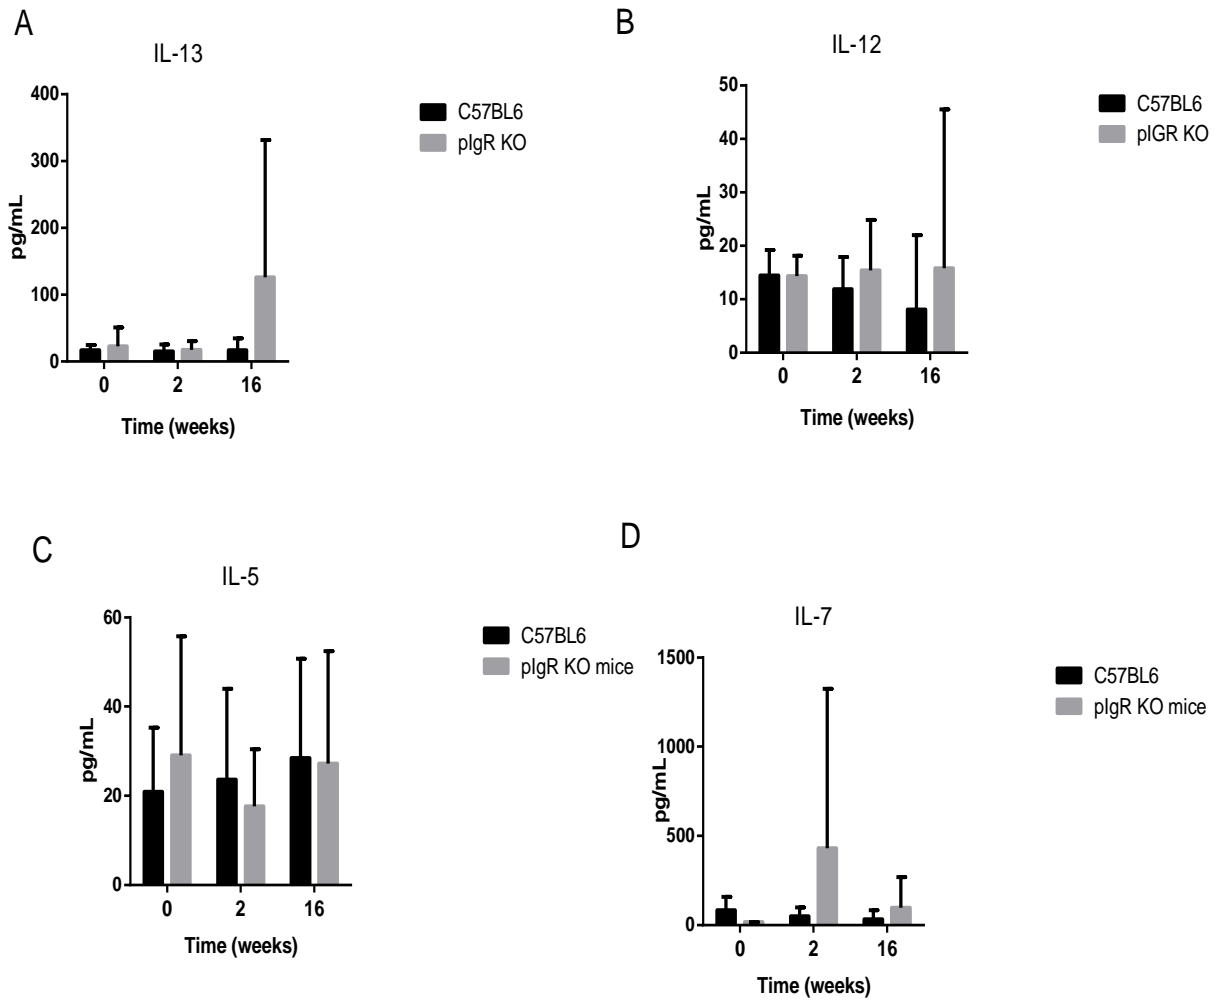 A
IL-13
400
300
200
100
0
pg/mL
0 2 16
Time (weeks)
C57BL6
pIgR KO
B
IL-12
50
40
30
20
10
0
pg/mL
0 2 16
Time (weeks)
C57BL6
pIGR KO
C
IL-5
60
40
20
0
pg/mL
0 2 16
Time (weeks)
C57BL6
pIgR KO mice
D
IL-7
1500
1000
500
0
pg/mL
0 2 16
Time (weeks)
C57BL6
pIgR KO mice